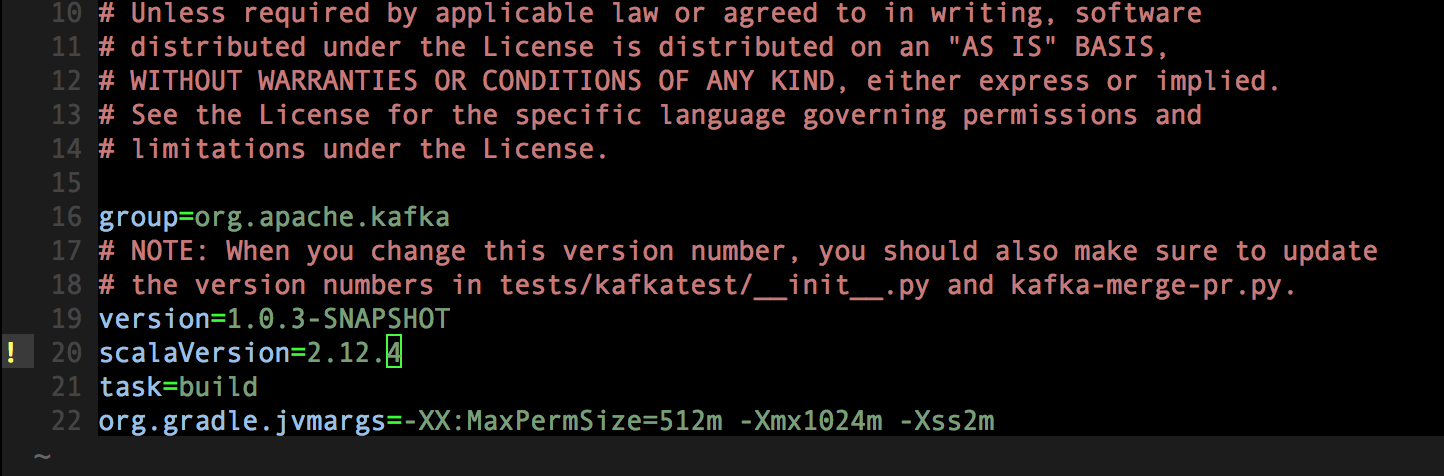 10 # Unless required by applicable law or agreed to in writing, software
11 # distributed under the License is distributed on an "AS IS" BASIS,
12 # WITHOUT WARRANTIES OR CONDITIONS OF ANY KIND, either express or implied.
13 # See the License for the specific language governing permissions and
14 # limitations under the License.
15
16 group=org.apache.kafka
17 # NOTE: When you change this version number, you should also make sure to update
18 # the version numbers in tests/kafkatest/__init__.py and kafka-merge-pr.py.
19 version=1.0.3-SNAPSHOT
! 20 scalaVersion=2.12.4
21 task=build
22 org.gradle.jvmargs=-XX:MaxPermSize=512m -Xmx1024m -Xss2m
~